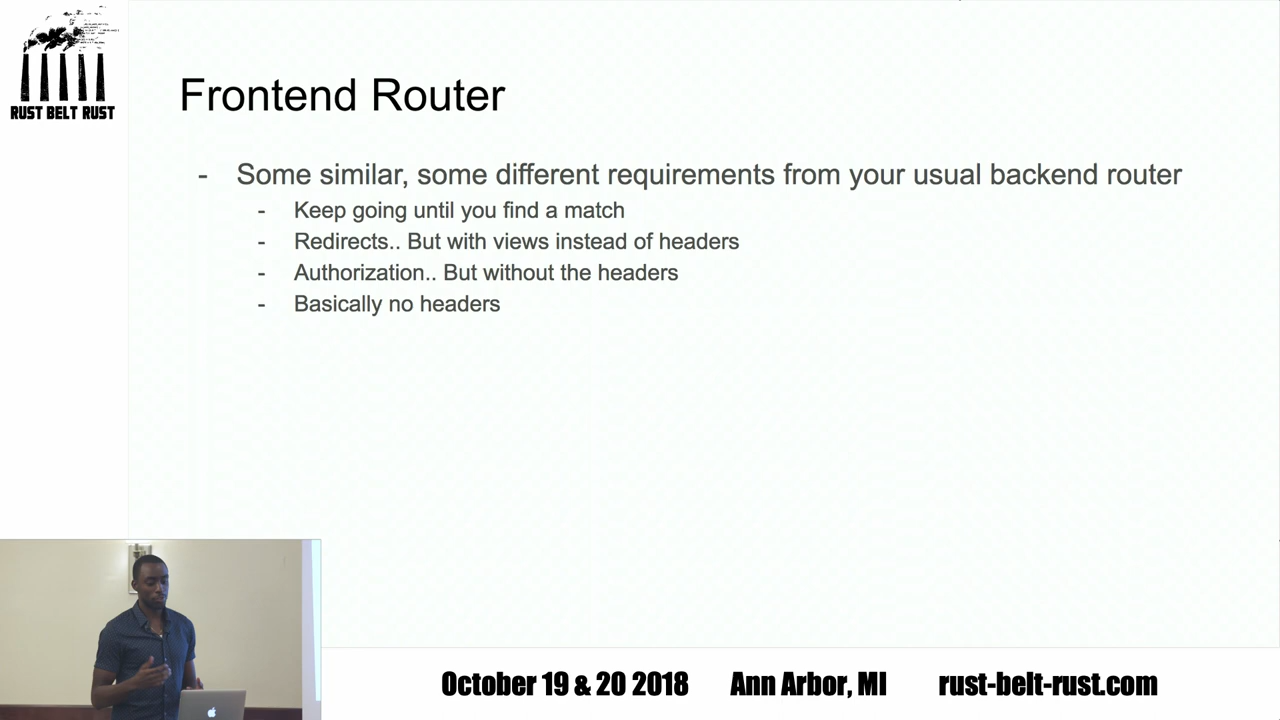 RUST BELT RUST
Frontend Router
- Some similar, some different requirements from your usual backend router
- Keep going until you find a match
- Redirects.. But with views instead of headers
- Authorization.. But without the headers
- Basically no headers
October 19 & 20 2018 Ann Arbor, MI rust-belt-rust.com